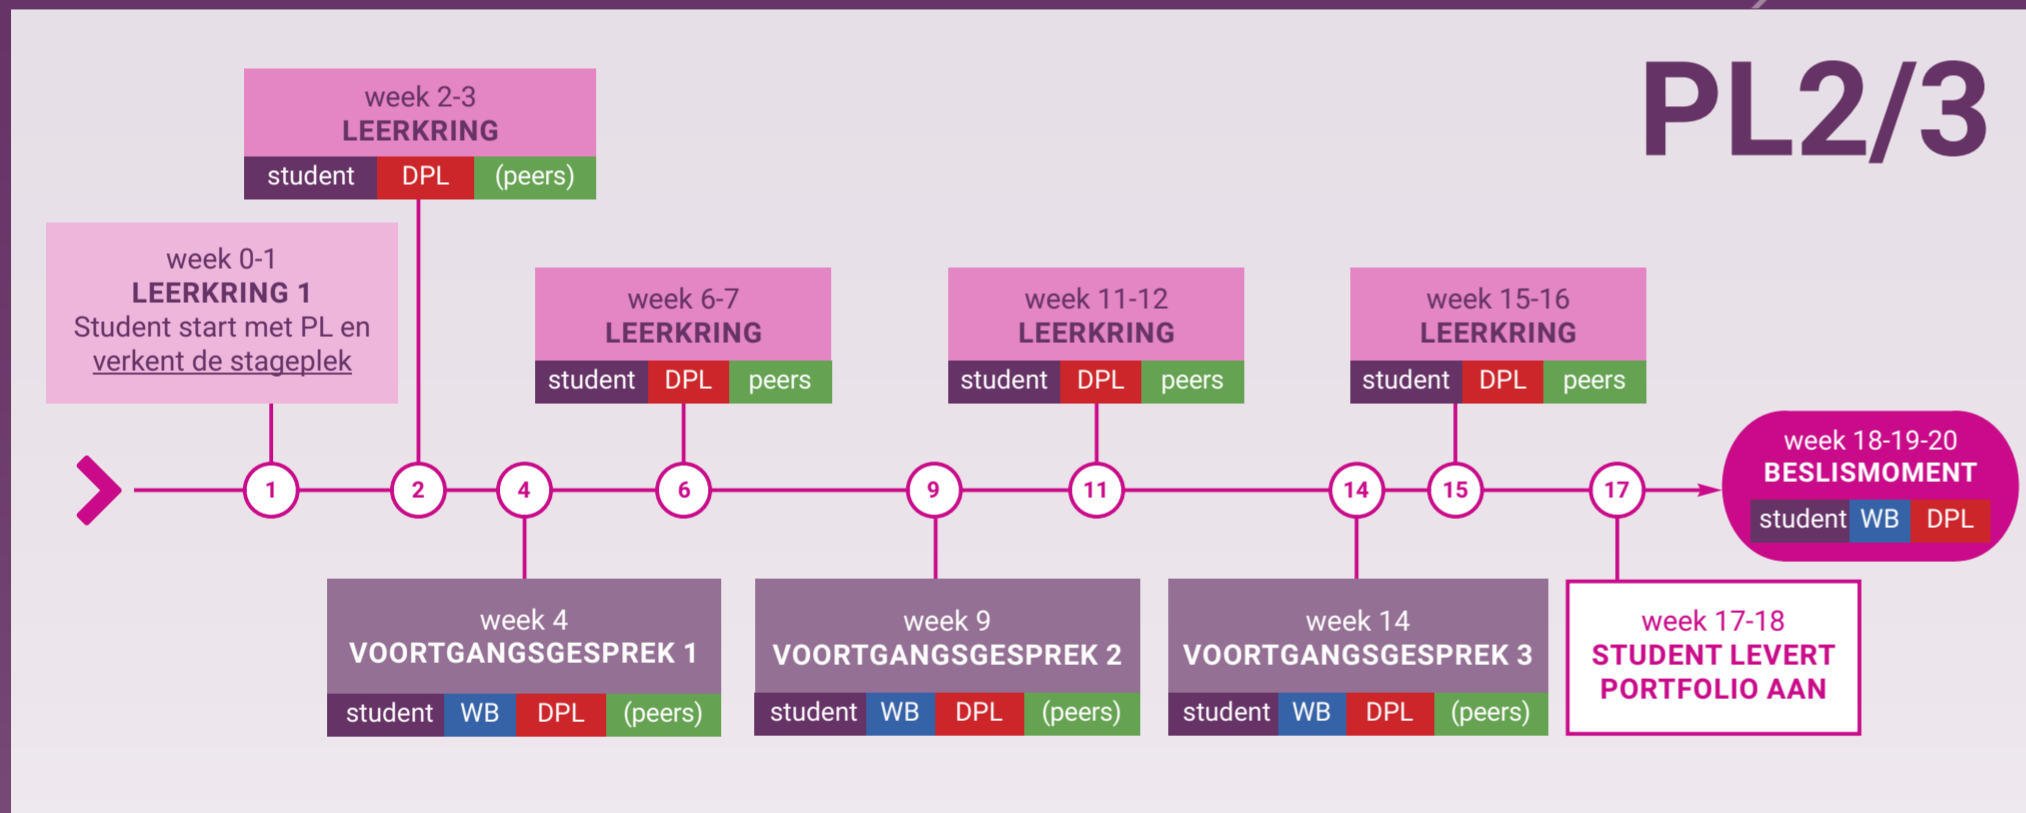 PL2/3
week 2-3
LEERKRING
student DPL (peers)
week 0-1
LEERKRING 1
Student start met PL en
verkent de stageplek
week 6-7
LEERKRING
student DPL peers
week 11-12
LEERKRING
student DPL peers
week 15-16
LEERKRING
student DPL peers
1 2 4 6 9 11 14 15 17
week 18-19-20
BESLISMOMENT
student WB DPL
week 4
VOORTGANGSGESPREK 1
student WB DPL (peers)
week 9
VOORTGANGSGESPREK 2
student WB DPL (peers)
week 14
VOORTGANGSGESPREK 3
student WB DPL (peers)
week 17-18
STUDENT LEVERT
PORTFOLIO AAN